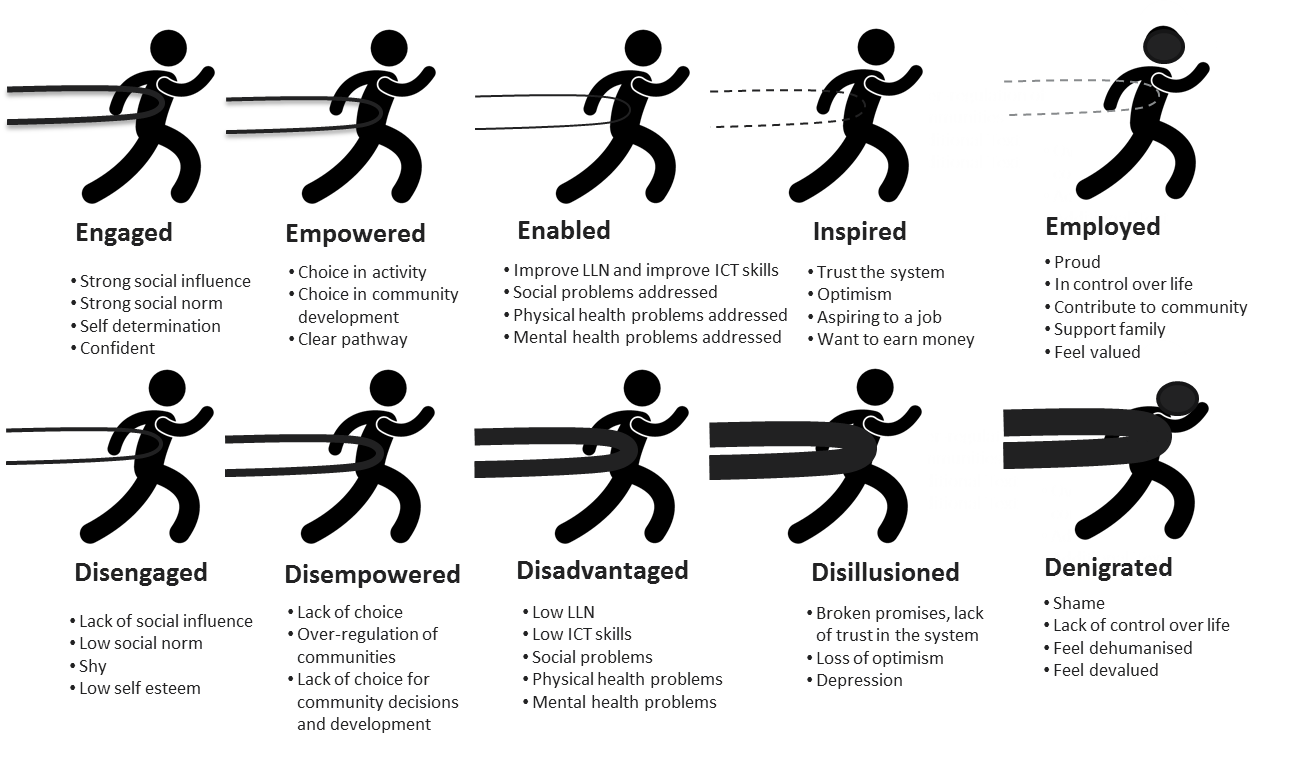 Engaged
• Strong social influence
• Strong social norm
• Self determination
• Confident
Empowered
• Choice in activity
• Choice in community
development
• Clear pathway
Enabled
• Improve LLN and improve ICT skills
• Social problems addressed
• Physical health problems addressed
• Mental health problems addressed
Inspired
• Trust the system
• Optimism
• Aspiring to a job
• Want to earn money
Employed
• Proud
• In control over life
• Contribute to community
• Support family
• Feel valued
Disengaged
• Lack of social influence
• Low social norm
• Shy
• Low self esteem
Disempowered
• Lack of choice
• Over-regulation of
communities
• Lack of choice for
community decisions
and development
Disadvantaged
• Low LLN
• Low ICT skills
• Social problems
• Physical health problems
• Mental health problems
Disillusioned
• Broken promises, lack
of trust in the system
• Loss of optimism
• Depression
Denigrated
• Shame
• Lack of control over life
• Feel dehumanised
• Feel devalued